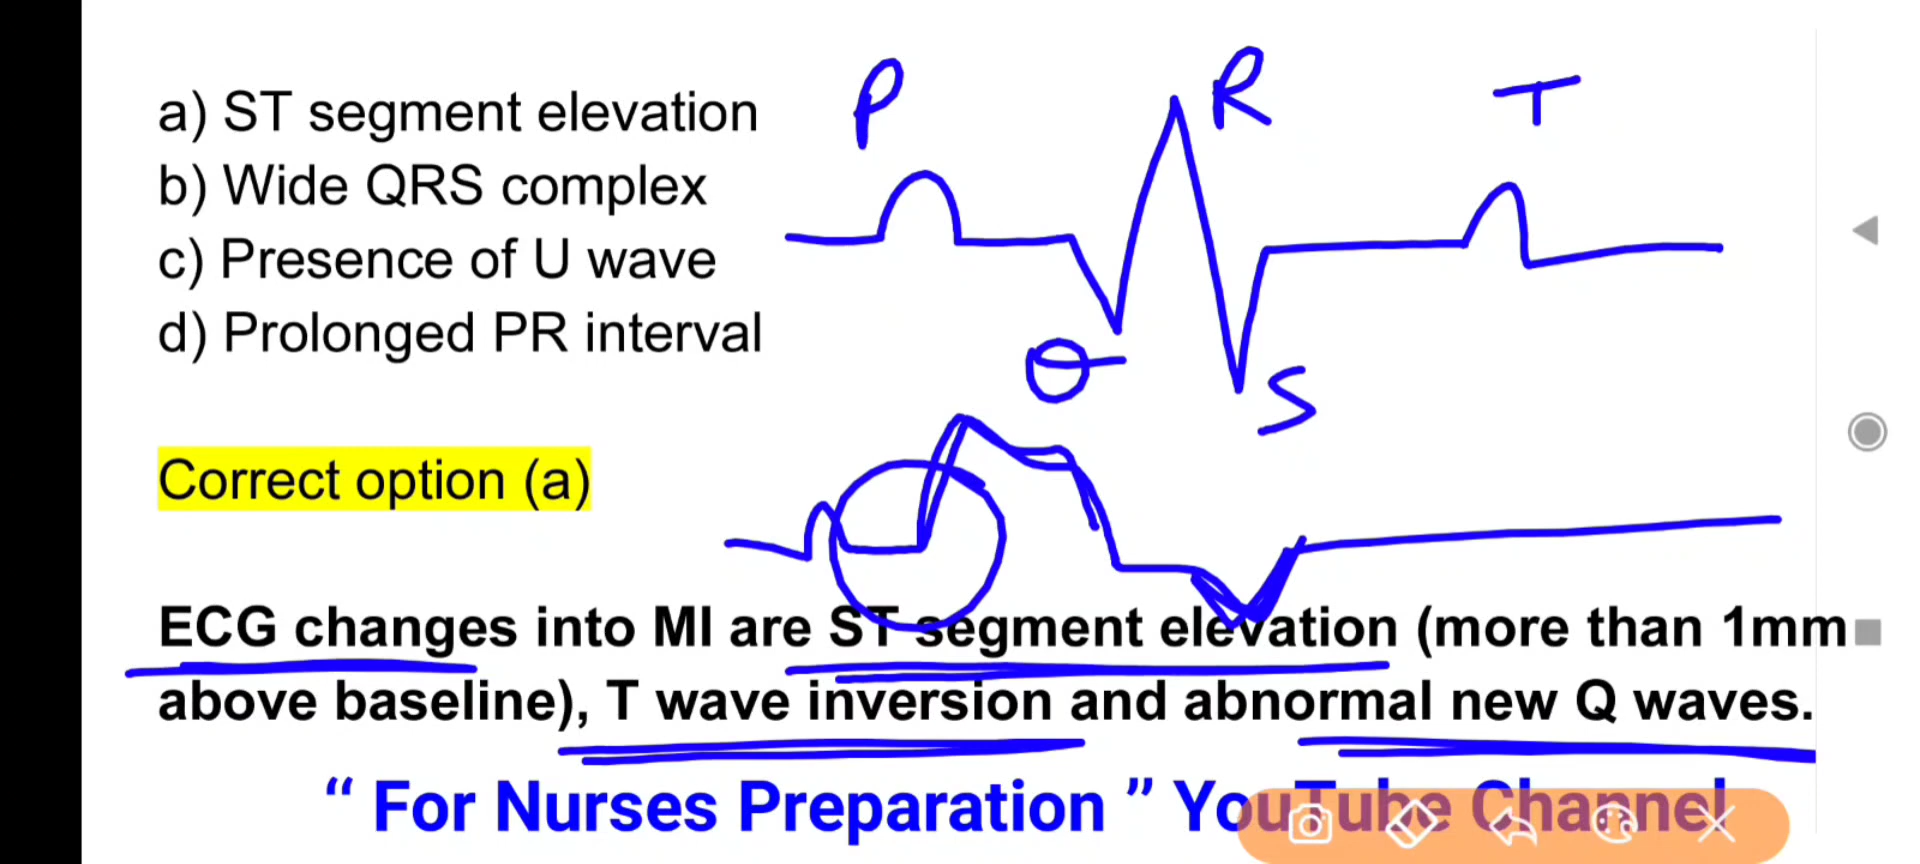 a) ST segment elevation
b) Wide QRS complex
c) Presence of U wave
d) Prolonged PR interval
P
R
T
Q
S
Correct option (a)
ECG changes into MI are ST segment elevation (more than 1mm
above baseline), T wave inversion and abnormal new Q waves.
“ For Nurses Preparation ” YouTube Channel